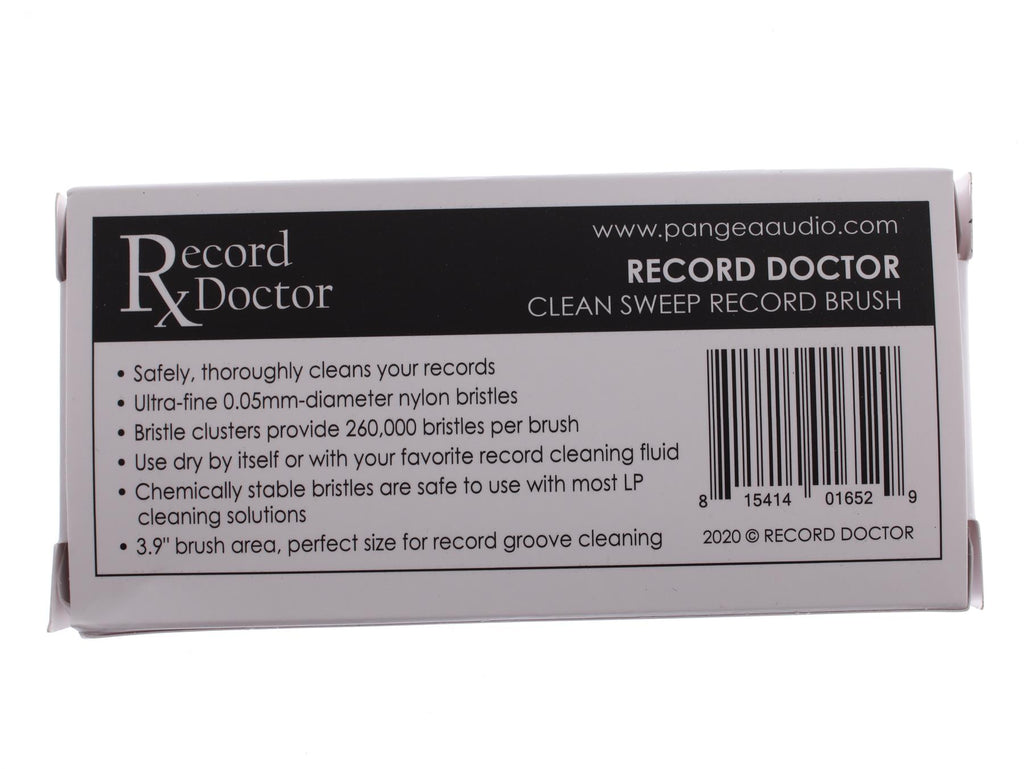 Record
Doctor
www.pangeaaudio.com
RECORD DOCTOR
CLEAN SWEEP RECORD BRUSH
• Safely, thoroughly cleans your records
• Ultra-fine 0.05mm-diameter nylon bristles
• Bristle clusters provide 260,000 bristles per brush
• Use dry by itself or with your favorite record cleaning fluid
• Chemically stable bristles are safe to use with most LP
cleaning solutions
• 3.9" brush area, perfect size for record groove cleaning
8 15414 01652 9
2020 © RECORD DOCTOR